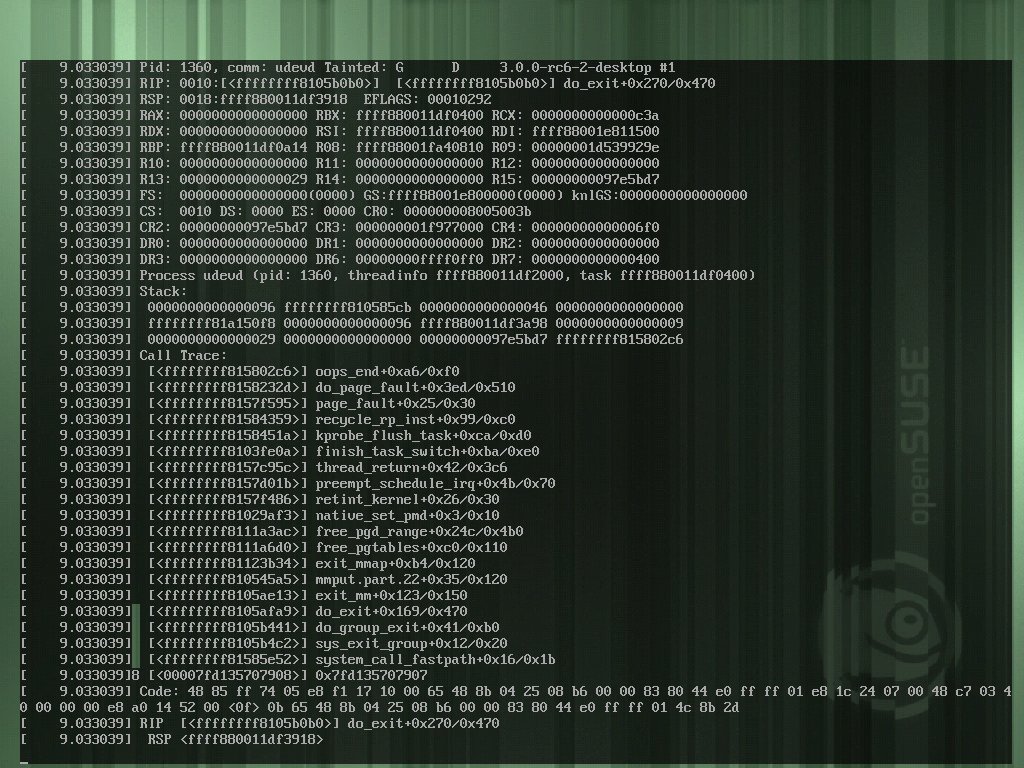 [    9.033039] Pid: 1360, comm: udevd Tainted: G      D     3.0.0-rc6-2-desktop #1
[    9.033039] RIP: 0010:[<ffffffff8105b0b0>]  [<ffffffff8105b0b0>] do_exit+0x270/0x470
[    9.033039] RSP: 0018:ffff880011df3918  EFLAGS: 00010292
[    9.033039] RAX: 0000000000000000 RBX: ffff880011df0400 RCX: 0000000000000c3a
[    9.033039] RDX: 0000000000000000 RSI: ffff880011df0400 RDI: ffff88001e811500
[    9.033039] RBP: ffff880011df0a14 R08: ffff88001fa40810 R09: 00000001d539929e
[    9.033039] R10: 0000000000000000 R11: 0000000000000000 R12: 0000000000000000
[    9.033039] R13: 0000000000000029 R14: 0000000000000000 R15: 0000000097e5bd7
[    9.033039] FS:  0000000000000000(0000) GS:ffff88001e800000(0000) knlGS:0000000000000000
[    9.033039] CS:  0010 DS: 0000 ES: 0000 CR0: 000000008005003b
[    9.033039] CR2: 00000000097e5bd7 CR3: 000000001f977000 CR4: 00000000000006f0
[    9.033039] DR0: 0000000000000000 DR1: 0000000000000000 DR2: 0000000000000000
[    9.033039] DR3: 0000000000000000 DR6: 00000000ffff0ff0 DR7: 0000000000000400
[    9.033039] Process udevd (pid: 1360, threadinfo ffff880011df2000, task ffff880011df0400)
[    9.033039] Stack:
[    9.033039]  0000000000000096 ffffffff810585cb 0000000000000046 0000000000000000
[    9.033039]  ffffffff81a150f8 0000000000000096 ffff880011df3a98 0000000000000009
[    9.033039]  0000000000000029 0000000000000000 00000000097e5bd7 ffffffff815802c6
[    9.033039] Call Trace:
[    9.033039]  [<ffffffff815802c6>] oops_end+0xa6/0xf0
[    9.033039]  [<ffffffff8158232d>] do_page_fault+0x3ed/0x510
[    9.033039]  [<ffffffff8157f595>] page_fault+0x25/0x30
[    9.033039]  [<ffffffff81584359>] recycle_rp_inst+0x99/0xc0
[    9.033039]  [<ffffffff8158451a>] kprobe_flush_task+0xca/0xd0
[    9.033039]  [<ffffffff8103fe0a>] finish_task_switch+0xba/0xe0
[    9.033039]  [<ffffffff8157c95c>] thread_return+0x42/0x3c6
[    9.033039]  [<ffffffff8157d01b>] preempt_schedule_irq+0x4b/0x70
[    9.033039]  [<ffffffff8157f486>] retint_kernel+0x26/0x30
[    9.033039]  [<ffffffff81029af3>] native_set_pmd+0x3/0x10
[    9.033039]  [<ffffffff8111a3ac>] free_pgd_range+0x24c/0x4b0
[    9.033039]  [<ffffffff8111a6d0>] free_pgtables+0xc0/0x110
[    9.033039]  [<ffffffff81123b34>] exit_mmap+0xb4/0x120
[    9.033039]  [<ffffffff810545a5>] mmput.part.22+0x35/0x120
[    9.033039]  [<ffffffff8105ae13>] exit_mm+0x123/0x150
[    9.033039]  [<ffffffff8105afa9>] do_exit+0x169/0x470
[    9.033039]  [<ffffffff8105b441>] do_group_exit+0x41/0xb0
[    9.033039]  [<ffffffff8105b4c2>] sys_exit_group+0x12/0x20
[    9.033039]  [<ffffffff81585e52>] system_call_fastpath+0x16/0x1b
[    9.033039]8 [<00007fd135707908>] 0x7fd135707907
[    9.033039] Code: 48 85 ff 74 05 e8 f1 17 10 00 65 48 8b 04 25 08 b6 00 00 83 80 44 e0 ff ff 01 e8 1c 24 07 00 48 c7 03 4
0 00 00 00 e8 a0 14 52 00 <0f> 0b 65 48 8b 04 25 08 b6 00 00 83 80 44 e0 ff ff 01 4c 8b 2d
[    9.033039] RIP  [<ffffffff8105b0b0>] do_exit+0x270/0x470
[    9.033039]  RSP <ffff880011df3918>
openSUSE